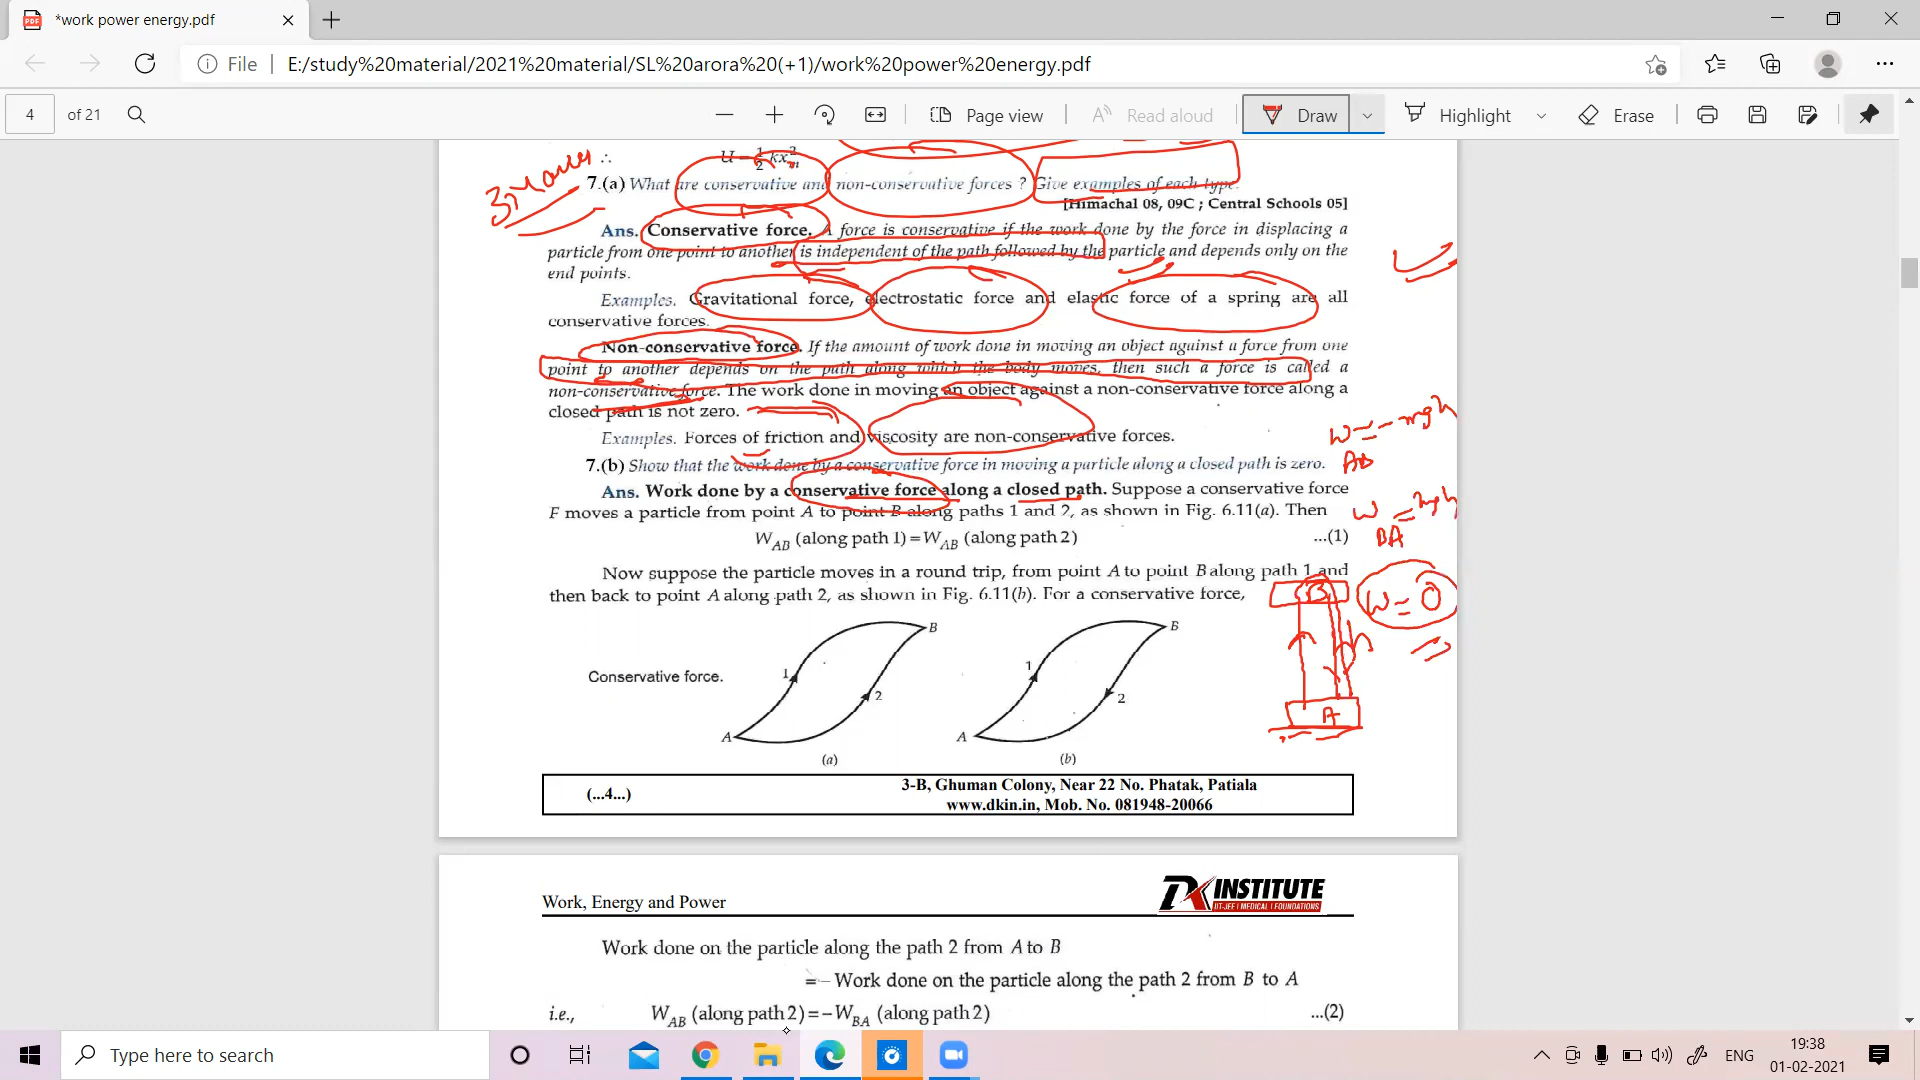 *work power energy.pdf
File
E:/study%20material/2021%20material/SL%20arora%20(+1)/work%20power%20energy.pdf
4 of 21
Page view
Read aloud
Draw
Highlight
Erase
∴ U = 1/2 kx²m
7.(a) What are conservative and non-conservative forces ? Give examples of each type.
[Himachal 08, 09C ; Central Schools 05]
Ans. Conservative force. A force is conservative if the work done by the force in displacing a
particle from one point to another is independent of the path followed by the particle and depends only on the
end points.
Examples. Gravitational force, electrostatic force and elastic force of a spring are all
conservative forces.
Non-conservative force. If the amount of work done in moving an object against a force from one
point to another depends on the path along which the body moves, then such a force is called a
non-conservative force. The work done in moving an object against a non-conservative force along a
closed path is not zero.
Examples. Forces of friction and viscosity are non-conservative forces.
W = - mgh
AB
7.(b) Show that the work done by a conservative force in moving a particle along a closed path is zero.
Ans. Work done by a conservative force along a closed path. Suppose a conservative force
F moves a particle from point A to point B along paths 1 and 2, as shown in Fig. 6.11(a). Then
W = mgh
BA
W_AB (along path 1) = W_AB (along path 2) ...(1)
Now suppose the particle moves in a round trip, from point A to point B along path 1 and
then back to point A along path 2, as shown in Fig. 6.11(b). For a conservative force,
B
W = 0
B
B
1
1
Conservative force.
2
2
A
A
A
(a)
(b)
(...4...)
3-B, Ghuman Colony, Near 22 No. Phatak, Patiala
www.dkin.in, Mob. No. 081948-20066
Work, Energy and Power
DK INSTITUTE
IIT-JEE | MEDICAL | FOUNDATIONS
Work done on the particle along the path 2 from A to B
= – Work done on the particle along the path 2 from B to A
i.e., W_AB (along path 2) = – W_BA (along path 2) ...(2)
Type here to search
ENG
19:38
01-02-2021